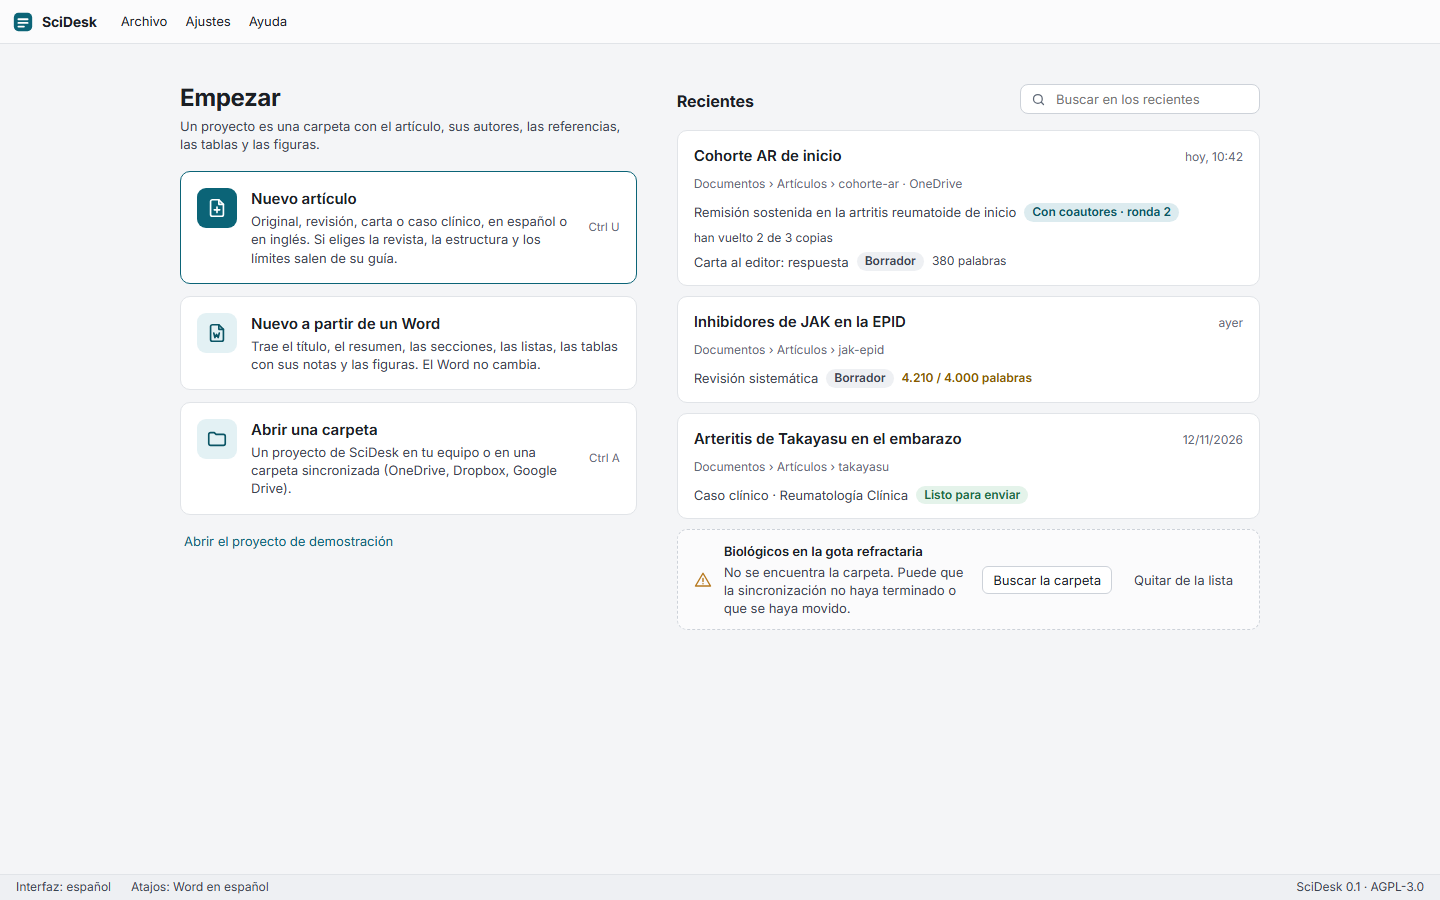 SciDesk Archivo Ajustes Ayuda
Empezar
Un proyecto es una carpeta con el artículo, sus autores, las referencias,
las tablas y las figuras.
Nuevo artículo
Original, revisión, carta o caso clínico, en español o
en inglés. Si eliges la revista, la estructura y los
límites salen de su guía.
Ctrl U
Nuevo a partir de un Word
Trae el título, el resumen, las secciones, las listas, las tablas
con sus notas y las figuras. El Word no cambia.
Abrir una carpeta
Un proyecto de SciDesk en tu equipo o en una
carpeta sincronizada (OneDrive, Dropbox, Google
Drive).
Ctrl A
Abrir el proyecto de demostración
Recientes
Buscar en los recientes
Cohorte AR de inicio
hoy, 10:42
Documentos › Artículos › cohorte-ar · OneDrive
Remisión sostenida en la artritis reumatoide de inicio Con coautores · ronda 2
han vuelto 2 de 3 copias
Carta al editor: respuesta Borrador 380 palabras
Inhibidores de JAK en la EPID
ayer
Documentos › Artículos › jak-epid
Revisión sistemática Borrador 4.210 / 4.000 palabras
Arteritis de Takayasu en el embarazo
12/11/2026
Documentos › Artículos › takayasu
Caso clínico · Reumatología Clínica Listo para enviar
Biológicos en la gota refractaria
No se encuentra la carpeta. Puede que
la sincronización no haya terminado o
que se haya movido.
Buscar la carpeta
Quitar de la lista
Interfaz: español Atajos: Word en español
SciDesk 0.1 · AGPL-3.0